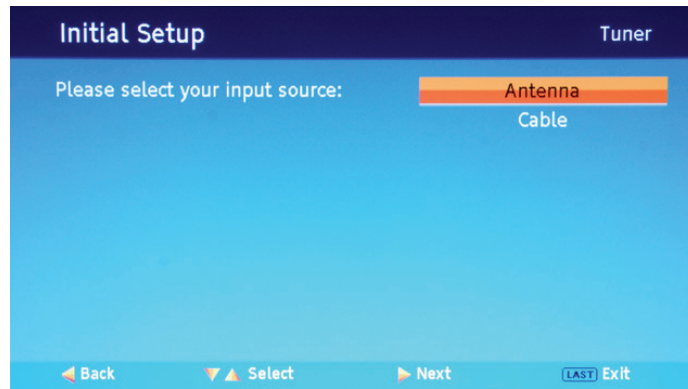 Initial Setup Tuner
Please select your input source: Antenna
Cable
Back Select Next LAST Exit